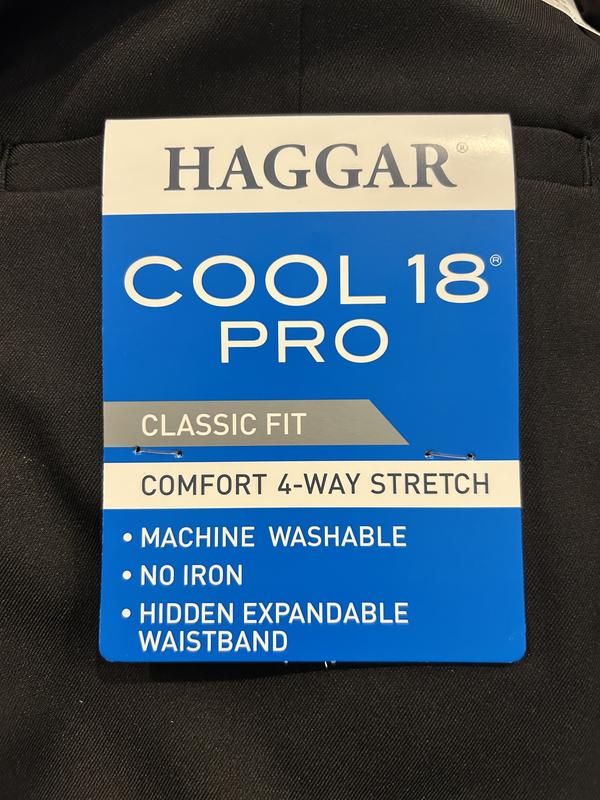 HAGGAR®
COOL 18®
PRO
CLASSIC FIT
COMFORT 4-WAY STRETCH
• MACHINE WASHABLE
• NO IRON
• HIDDEN EXPANDABLE
WAISTBAND